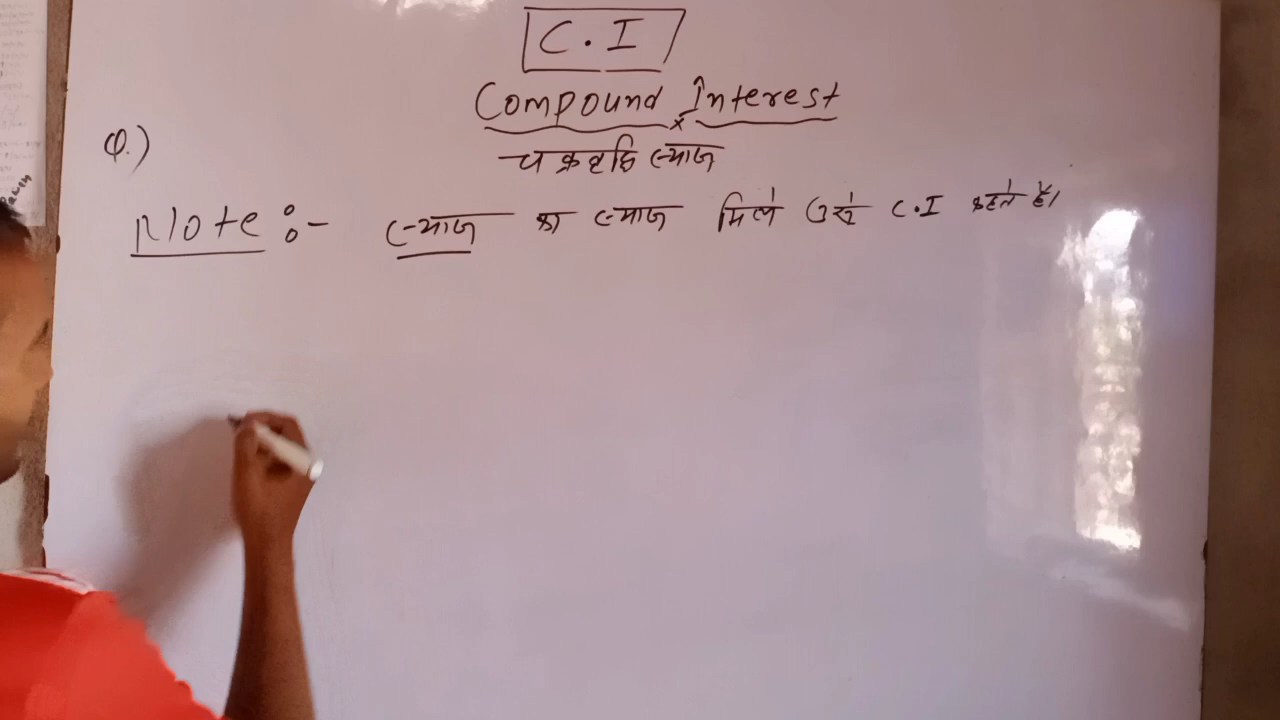 C.I
Compound Interest
चक्रवृद्धि ब्याज
Q.)
Note :- ब्याज का ब्याज मिले उसे C.I कहते है।